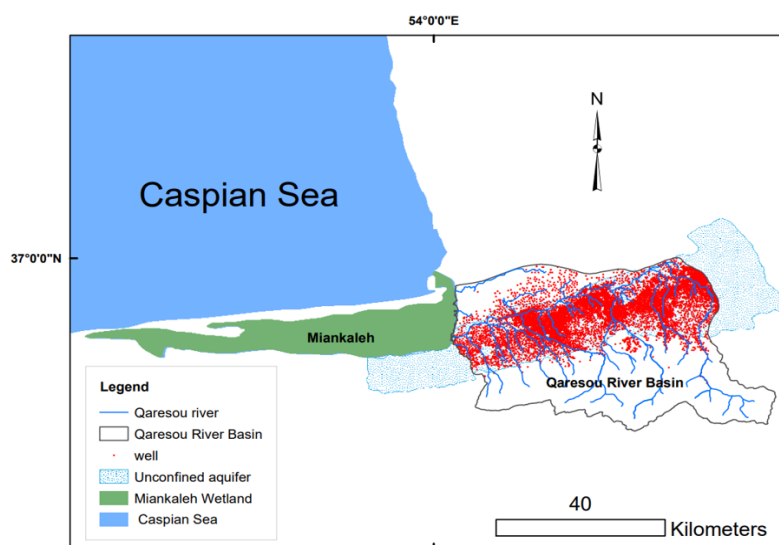 54°0'0"E
N
Caspian Sea
37°0'0"N
Miankaleh
Qaresou River Basin
Legend
Qaresou river
Qaresou River Basin
well
Unconfined aquifer
Miankaleh Wetland
Caspian Sea
40
Kilometers